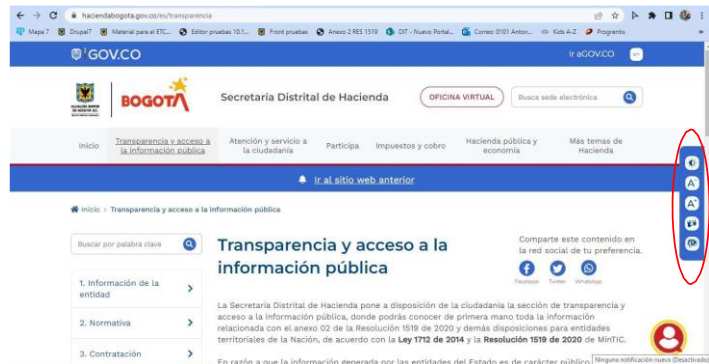 haciendabogota.gov.co/es/transparencia
Mapa 7 Drupal7 Material para el ETC... Editor pruebas 10.1... Front pruebas Anexo 2 RES 1519 DIT - Nuevo Portal... Correo: 0101 Anton... Kids A-Z Progrentis
GOV.CO
Ir aGOV.CO
BOGOTÁ
Secretaría Distrital de Hacienda
OFICINA VIRTUAL
Busca sede electrónica
Inicio
Transparencia y acceso a
la información pública
Atención y servicio a
la ciudadanía
Participa
Impuestos y cobro
Hacienda pública y
economía
Más temas de
Hacienda
Ir al sitio web anterior
Inicio > Transparencia y acceso a la información pública
Buscar por palabra clave
1. Información de la
entidad
2. Normativa
3. Contratación
Transparencia y acceso a la
información pública
Comparte este contenido en
la red social de tu preferencia.
Facebook Twitter WhatsApp
La Secretaría Distrital de Hacienda pone a disposición de la ciudadanía la sección de transparencia y
acceso a la información pública, donde podrás conocer de primera mano toda la información
relacionada con el anexo 02 de la Resolución 1519 de 2020 y demás disposiciones para entidades
territoriales de la Nación, de acuerdo con la Ley 1712 de 2014 y la Resolución 1519 de 2020 de MinTIC.
En razón a que la información generada por las entidades del Estado es de carácter público
Ninguna notificación nueva (Desactivado)